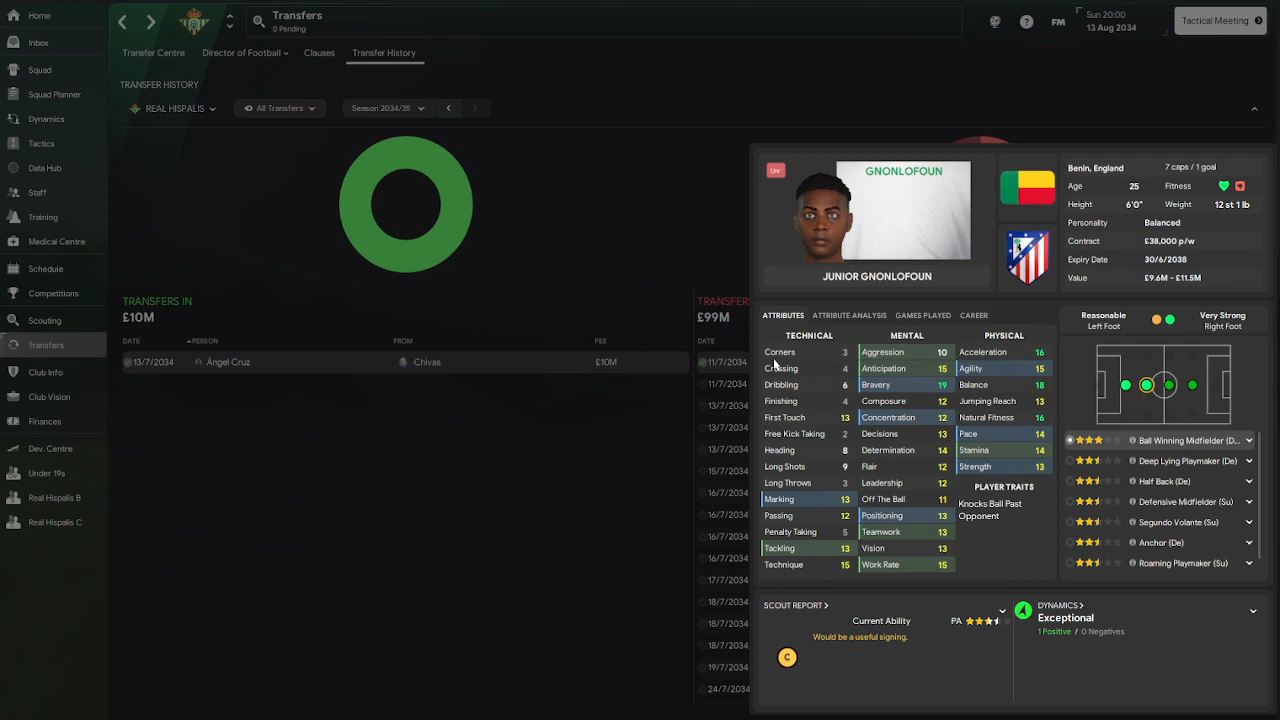 Home
Inbox
Squad
Squad Planner
Dynamics
Tactics
Data Hub
Staff
Training
Medical Centre
Schedule
Competitions
Scouting
Transfers
Club Info
Club Vision
Finances
Dev. Centre
Under 19s
Real Hispalis B
Real Hispalis C
Transfers
0 Pending
FM
Sun 20:00
13 Aug 2034
Tactical Meeting
Transfer Centre
Director of Football
Clauses
Transfer History
TRANSFER HISTORY
REAL HISPALIS
All Transfers
Season 2034/35
TRANSFERS IN
£10M
DATE PERSON FROM FEE
13/7/2034 Ángel Cruz Chivas £10M
TRANSFER
£99M
DATE
11/7/2034
11/7/2034
13/7/2034
13/7/2034
13/7/2034
15/7/2034
16/7/2034
16/7/2034
16/7/2034
16/7/2034
17/7/2034
18/7/2034
18/7/2034
18/7/2034
19/7/2034
24/7/2034
Unr
GNONLOFOUN
JUNIOR GNONLOFOUN
Benin, England 7 caps / 1 goal
Age 25 Fitness
Height 6'0" Weight 12 st 1 lb
Personality Balanced
Contract £38,000 p/w
Expiry Date 30/6/2038
Value £9.6M - £11.5M
ATTRIBUTES ATTRIBUTE ANALYSIS GAMES PLAYED CAREER
TECHNICAL
Corners 3
Crossing 4
Dribbling 6
Finishing 4
First Touch 13
Free Kick Taking 2
Heading 8
Long Shots 9
Long Throws 3
Marking 13
Passing 12
Penalty Taking 5
Tackling 13
Technique 15
MENTAL
Aggression 10
Anticipation 15
Bravery 19
Composure 12
Concentration 12
Decisions 13
Determination 14
Flair 12
Leadership 12
Off The Ball 11
Positioning 13
Teamwork 13
Vision 13
Work Rate 15
PHYSICAL
Acceleration 16
Agility 15
Balance 18
Jumping Reach 13
Natural Fitness 16
Pace 14
Stamina 14
Strength 13
PLAYER TRAITS
Knocks Ball Past
Opponent
Reasonable
Left Foot
Very Strong
Right Foot
Ball Winning Midfielder (D...
Deep Lying Playmaker (De)
Half Back (De)
Defensive Midfielder (Su)
Segundo Volante (Su)
Anchor (De)
Roaming Playmaker (Su)
SCOUT REPORT
Current Ability PA
Would be a useful signing.
C
DYNAMICS
Exceptional
1 Positive / 0 Negatives